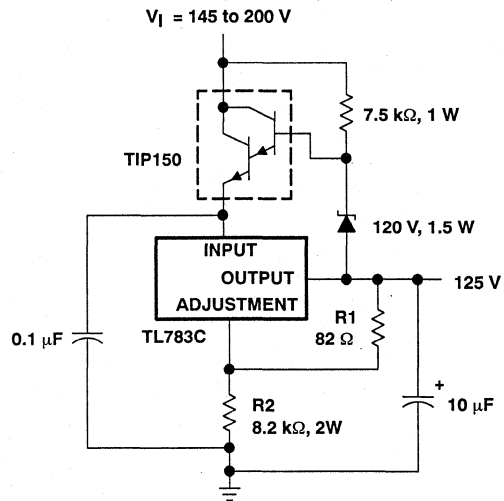 V_I = 145 to 200 V
7.5 kΩ, 1 W
TIP150
120 V, 1.5 W
INPUT
OUTPUT
125 V
ADJUSTMENT
R1
82 Ω
0.1 μF
TL783C
+
10 μF
R2
8.2 kΩ, 2W